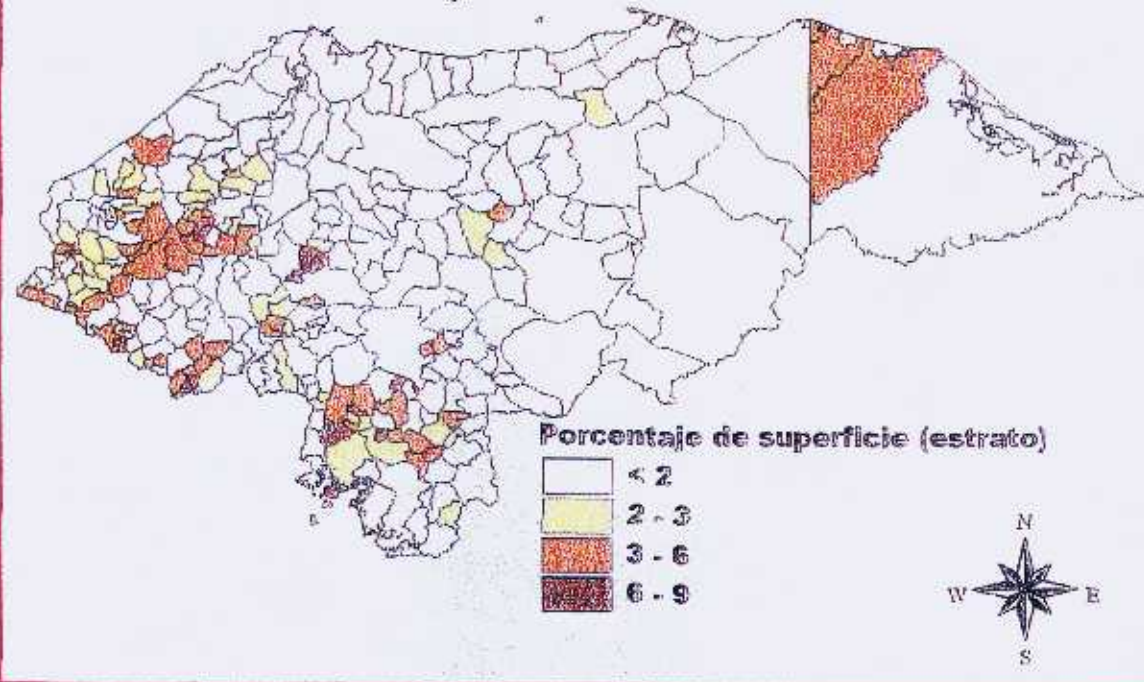 Porcentaje de superficie (estrato)
< 2
2 - 3
3 - 6
6 - 9
N
W E
S